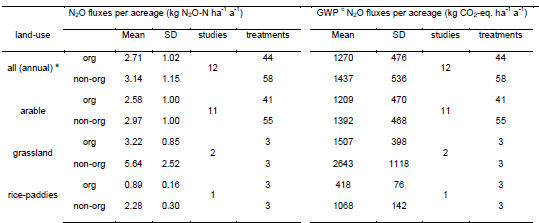 N₂O fluxes per acreage (kg N₂O-N ha⁻¹ a⁻¹) GWP ᶜ N₂O fluxes per acreage (kg CO₂-eq. ha⁻¹ a⁻¹)
land-use Mean SD studies treatments Mean SD studies treatments
all (annual) * org 2.71 1.02 12 44 1270 476 12 44
non-org 3.14 1.15 58 1437 536 58
arable org 2.58 1.00 11 41 1209 470 11 41
non-org 2.97 1.00 55 1392 468 55
grassland org 3.22 0.85 2 3 1507 398 2 3
non-org 5.64 2.52 3 2643 1118 3
rice-paddies org 0.89 0.16 1 3 418 76 1 3
non-org 2.28 0.30 3 1068 142 3